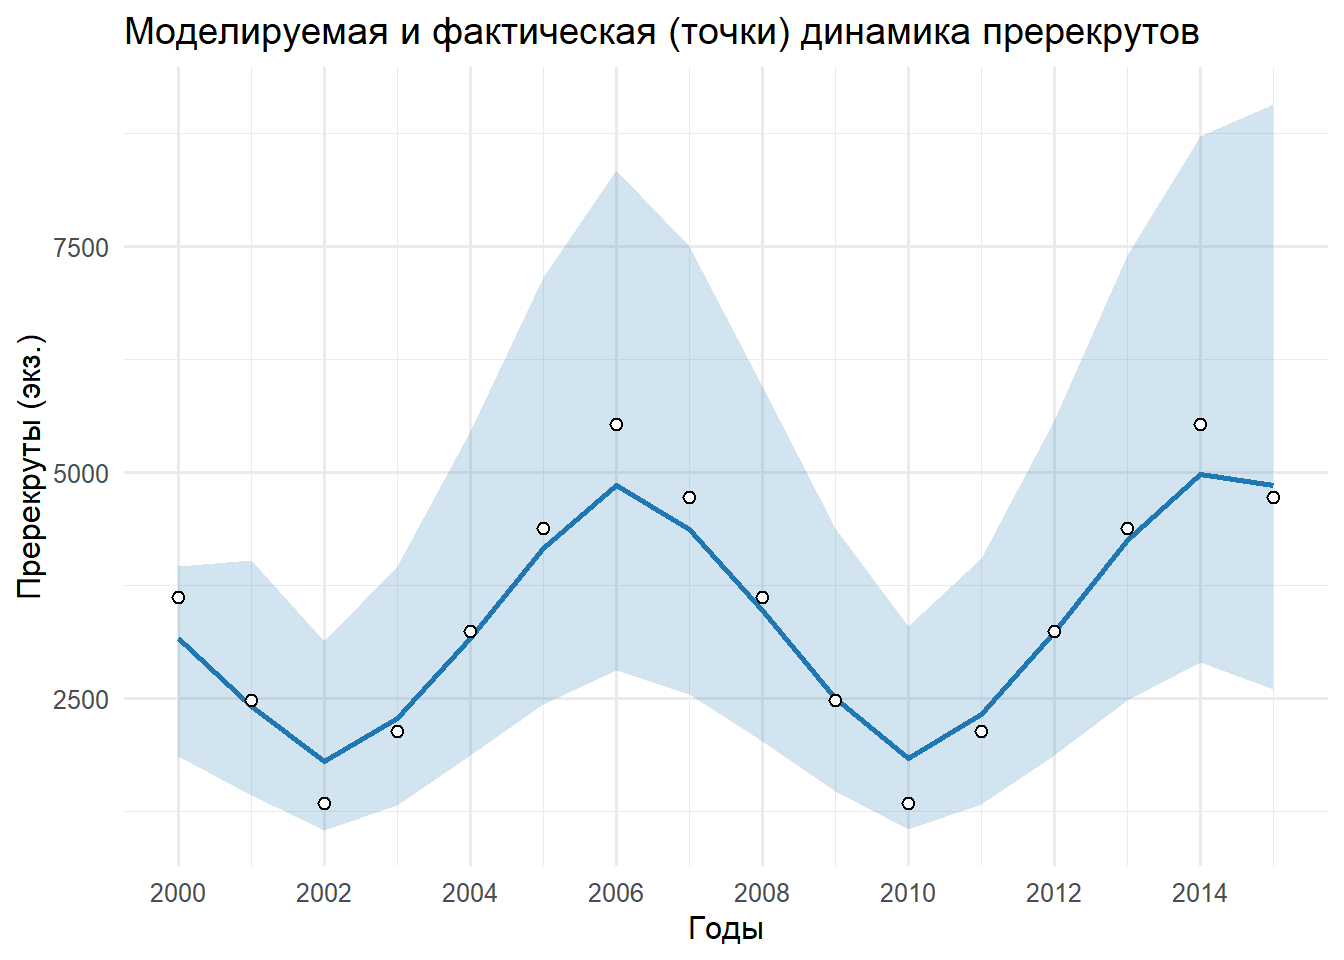 Моделируемая и фактическая (точки) динамика пререкрутов
Пререкруты (экз.)
7500
5000
2500
2000 2002 2004 2006 2008 2010 2012 2014
Годы